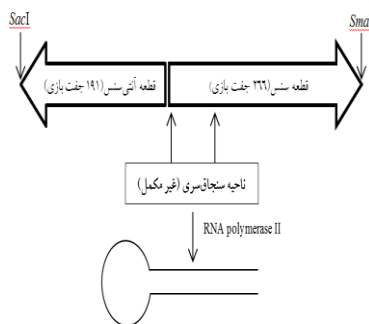 SacI
Sma
قطعه آنتی‌سنس(۱۹۱ جفت بازی)
قطعه سنس(۳۶۶ جفت بازی)
ناحیه سنجاق‌سری (غیر مکمل)
RNA polymerase II